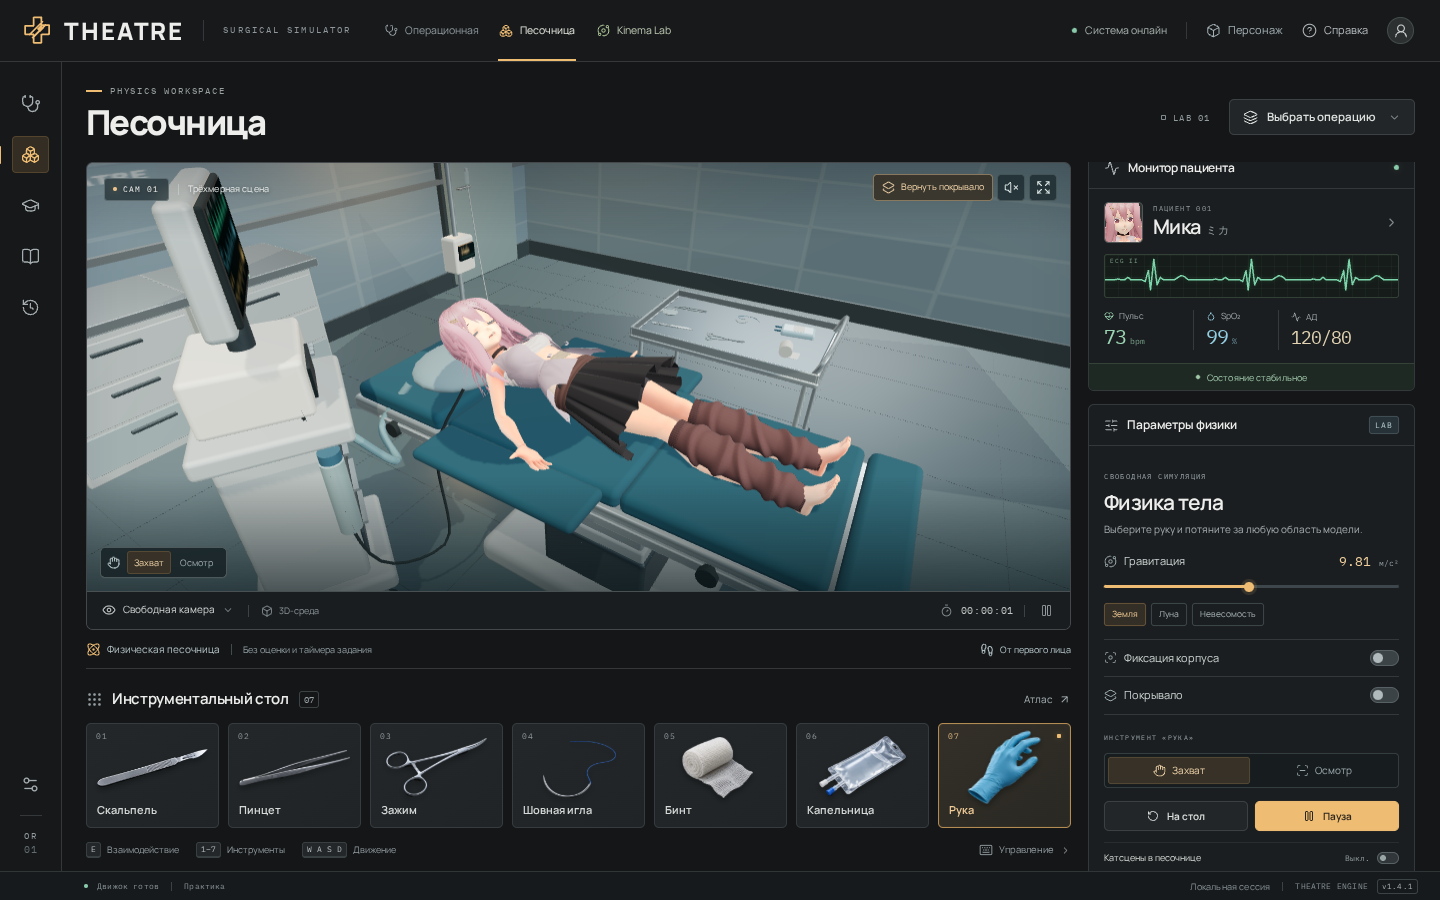 THEATRE
SURGICAL SIMULATOR
Операционная
Песочница
Kinema Lab
Система онлайн
Персонаж
Справка
PHYSICS WORKSPACE
Песочница
LAB 01
Выбрать операцию
CAM 01
Трёхмерная сцена
Вернуть покрывало
Монитор пациента
ПАЦИЕНТ 001
Мика ミカ
ECG II
Пульс
73 bpm
SpO₂
99 %
АД
120/80
Состояние стабильное
Захват
Осмотр
Свободная камера
3D-среда
00:00:01
Физическая песочница
Без оценки и таймера задания
От первого лица
Параметры физики
LAB
СВОБОДНАЯ СИМУЛЯЦИЯ
Физика тела
Выберите руку и потяните за любую область модели.
Гравитация
9.81 м/с²
Земля
Луна
Невесомость
Фиксация корпуса
Покрывало
ИНСТРУМЕНТ «РУКА»
Захват
Осмотр
На стол
Пауза
Катсцены в песочнице
Выкл.
Инструментальный стол
07
Атлас
01
Скальпель
02
Пинцет
03
Зажим
04
Шовная игла
05
Бинт
06
Капельница
07
Рука
E Взаимодействие
1–7 Инструменты
W A S D Движение
Управление
OR
01
Движок готов
Практика
Локальная сессия
THEATRE ENGINE
v1.4.1